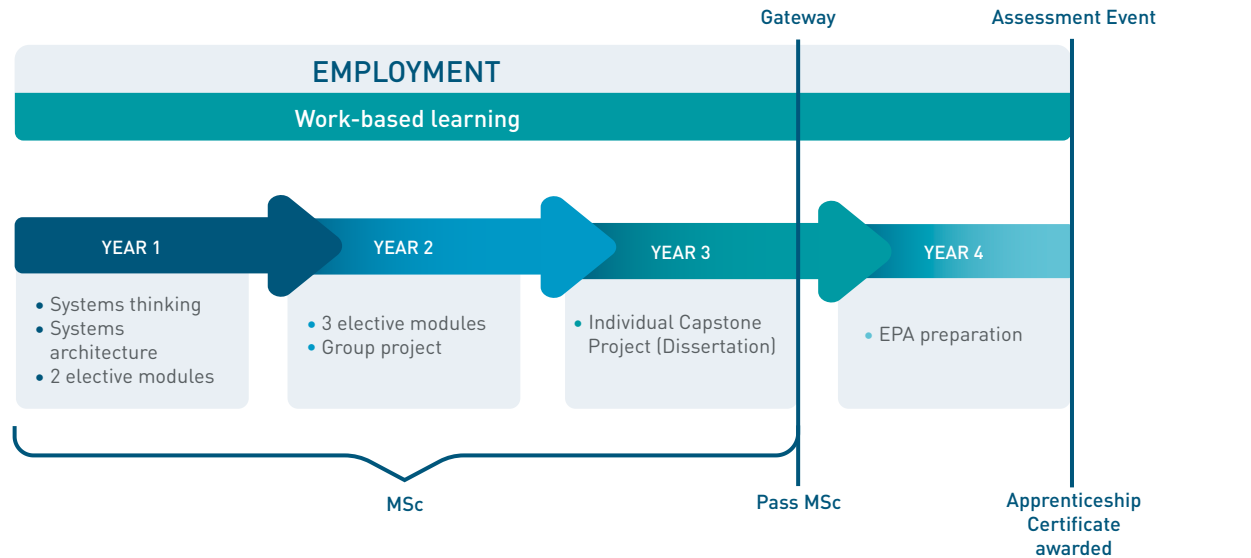 Gateway
Assessment Event
EMPLOYMENT
Work-based learning
YEAR 1
YEAR 2
YEAR 3
YEAR 4
• Systems thinking
• Systems
architecture
• 2 elective modules
• 3 elective modules
• Group project
• Individual Capstone
Project (Dissertation)
• EPA preparation
MSc
Pass MSc
Apprenticeship
Certificate
awarded